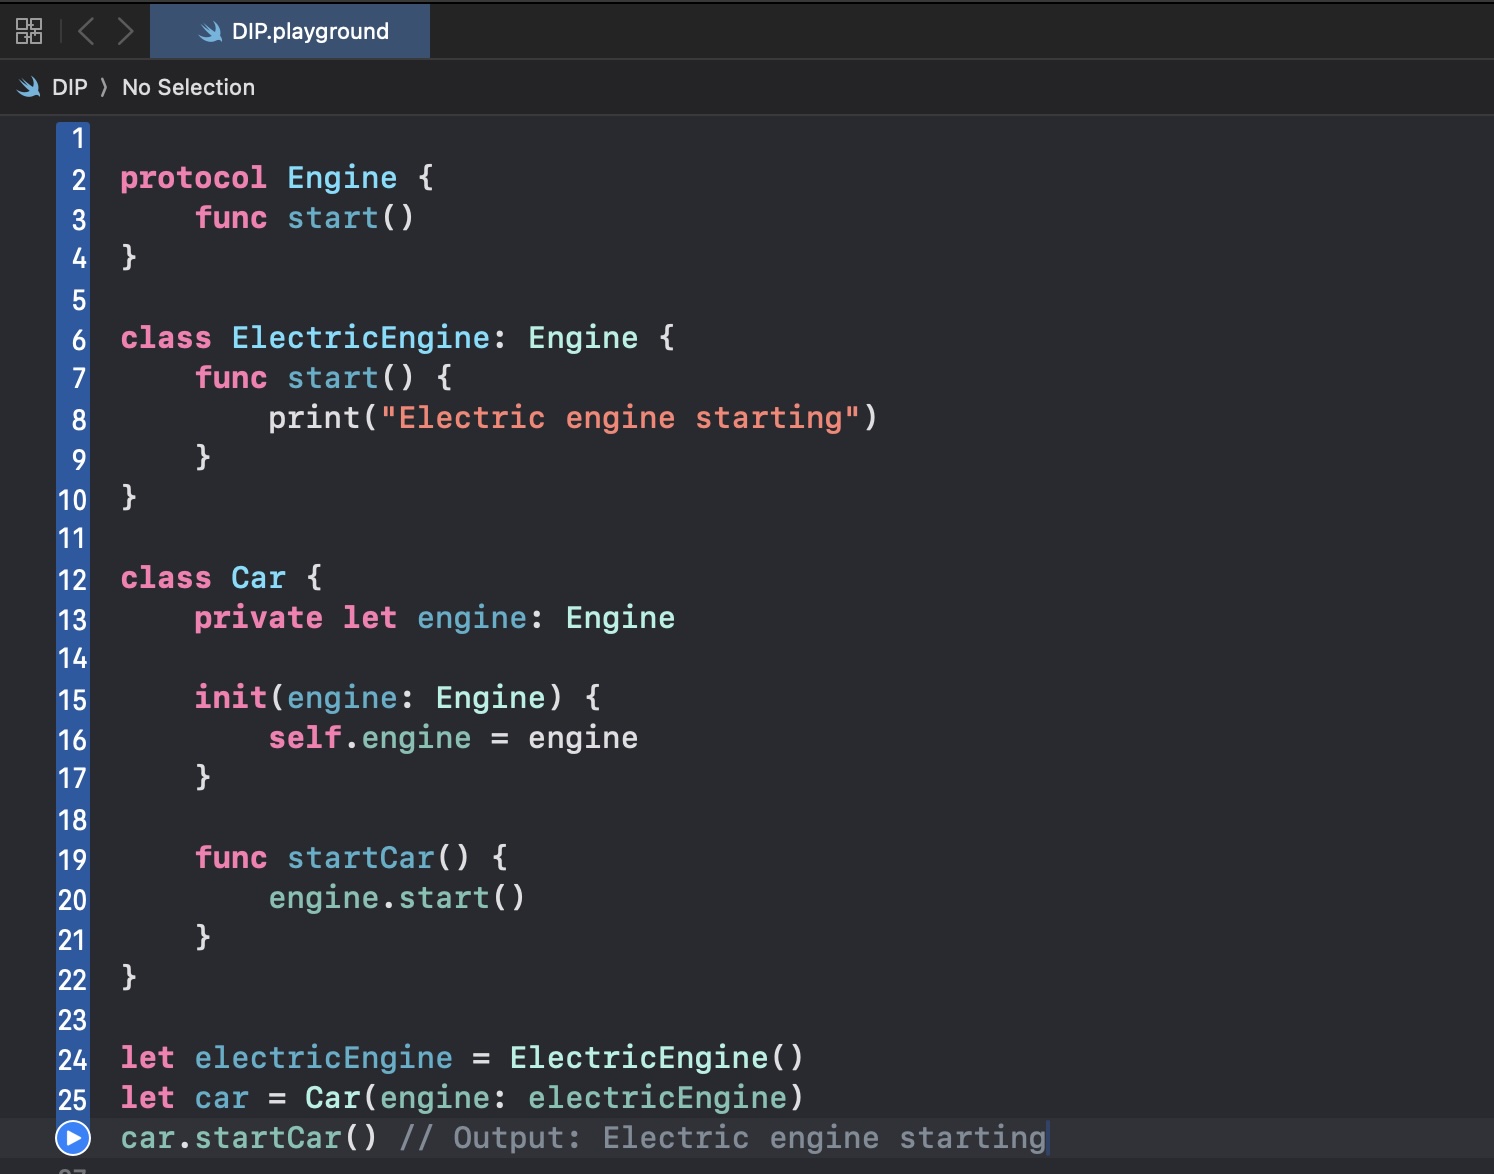 DIP.playground
DIP 〉 No Selection
1
2 protocol Engine {
3     func start()
4 }
5
6 class ElectricEngine: Engine {
7     func start() {
8         print("Electric engine starting")
9     }
10 }
11
12 class Car {
13     private let engine: Engine
14
15     init(engine: Engine) {
16         self.engine = engine
17     }
18
19     func startCar() {
20         engine.start()
21     }
22 }
23
24 let electricEngine = ElectricEngine()
25 let car = Car(engine: electricEngine)
car.startCar() // Output: Electric engine starting